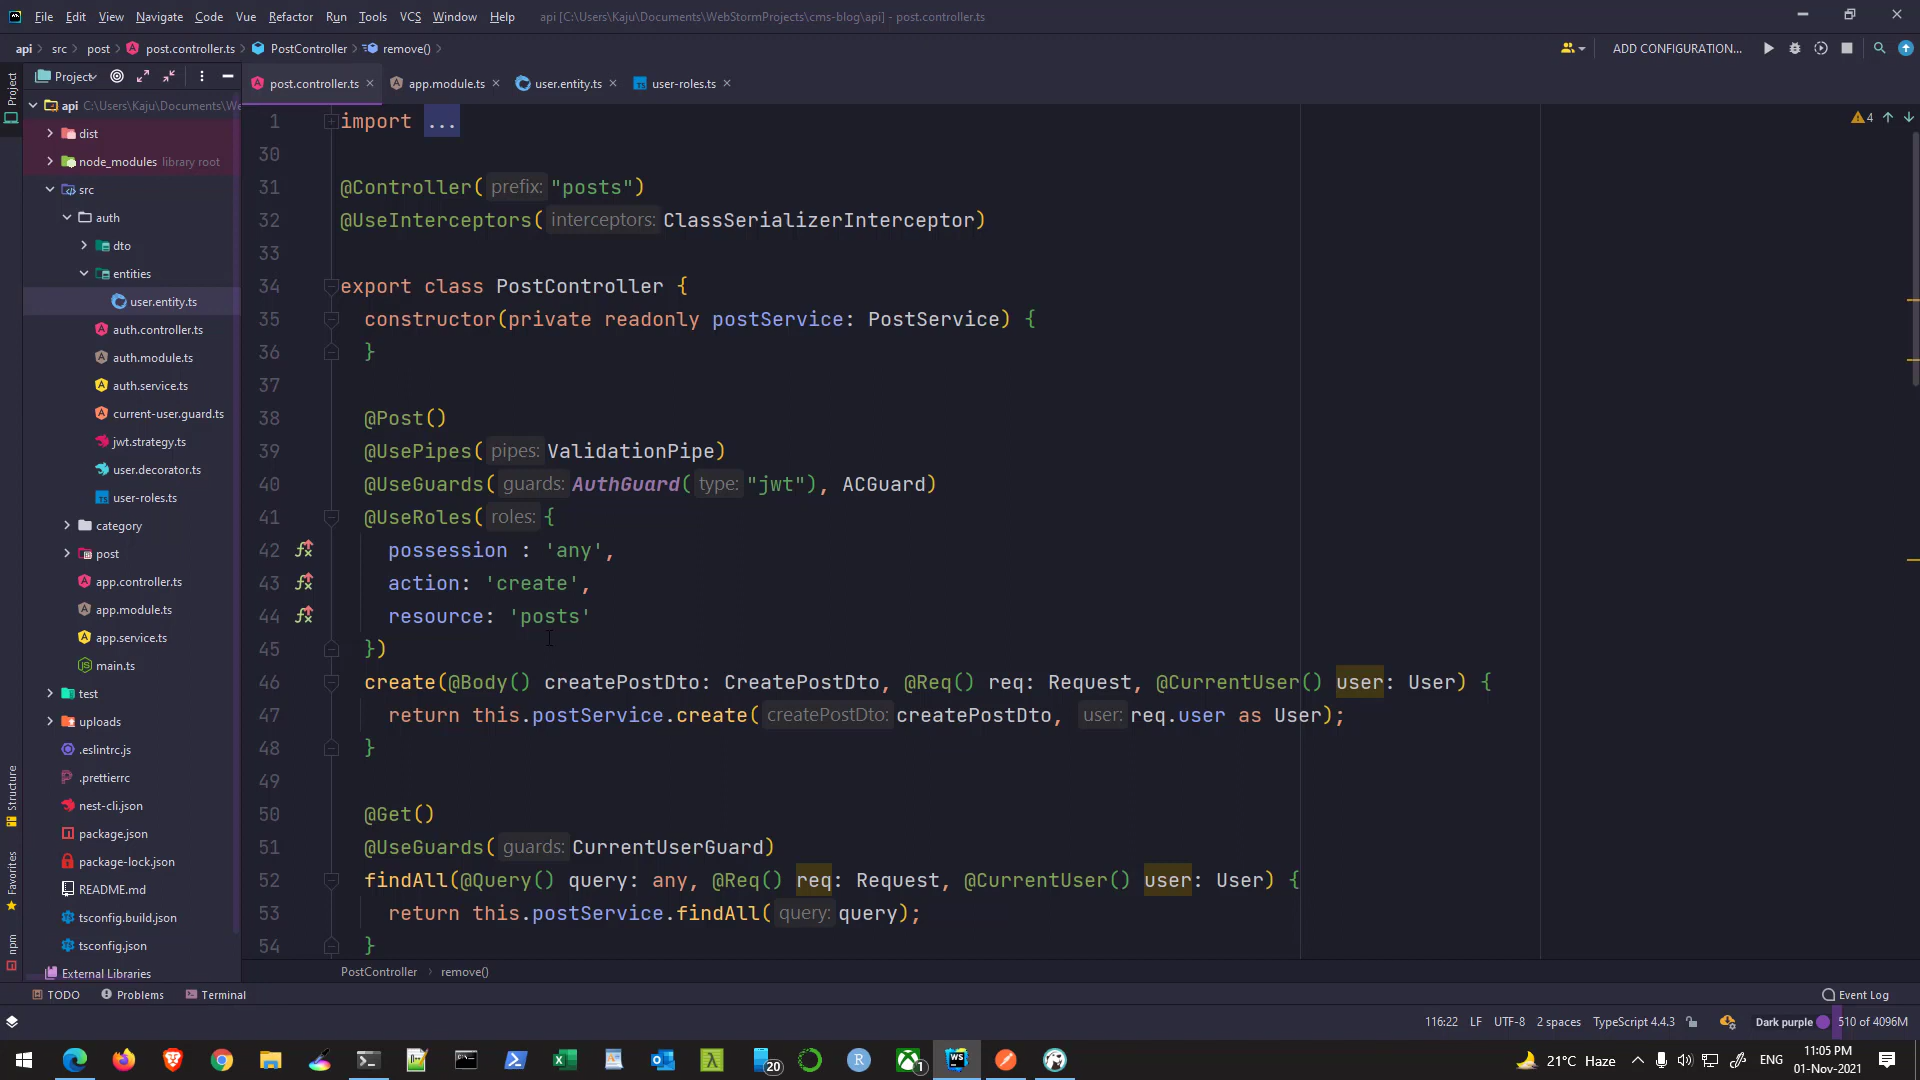 File Edit View Navigate Code Vue Refactor Run Tools VCS Window Help api [C:\Users\Kaju\Documents\WebStormProjects\cms-blog\api] - post.controller.ts
api src post post.controller.ts PostController remove() ADD CONFIGURATION...
Project post.controller.ts app.module.ts user.entity.ts user-roles.ts
Project
api C:\Users\Kaju\Documents\We
dist
node_modules library root
src
auth
dto
entities
user.entity.ts
auth.controller.ts
auth.module.ts
auth.service.ts
current-user.guard.ts
jwt.strategy.ts
user.decorator.ts
user-roles.ts
category
post
app.controller.ts
app.module.ts
app.service.ts
main.ts
test
uploads
.eslintrc.js
.prettierrc
nest-cli.json
package.json
package-lock.json
README.md
tsconfig.build.json
tsconfig.json
External Libraries
Structure
Favorites
npm
4
1 import ...
30
31 @Controller( prefix: "posts")
32 @UseInterceptors( interceptors: ClassSerializerInterceptor)
33
34 export class PostController {
35 constructor(private readonly postService: PostService) {
36 }
37
38 @Post()
39 @UsePipes( pipes: ValidationPipe)
40 @UseGuards( guards: AuthGuard( type: "jwt"), ACGuard)
41 @UseRoles( roles: {
42 possession : 'any',
43 action: 'create',
44 resource: 'posts'
45 })
46 create(@Body() createPostDto: CreatePostDto, @Req() req: Request, @CurrentUser() user: User) {
47 return this.postService.create( createPostDto: createPostDto, user: req.user as User);
48 }
49
50 @Get()
51 @UseGuards( guards: CurrentUserGuard)
52 findAll(@Query() query: any, @Req() req: Request, @CurrentUser() user: User) {
53 return this.postService.findAll( query: query);
54 }
PostController remove()
TODO Problems Terminal Event Log
116:22 LF UTF-8 2 spaces TypeScript 4.4.3 Dark purple 510 of 4096M
20 R 1 WS 21°C Haze ENG 11:05 PM
01-Nov-2021